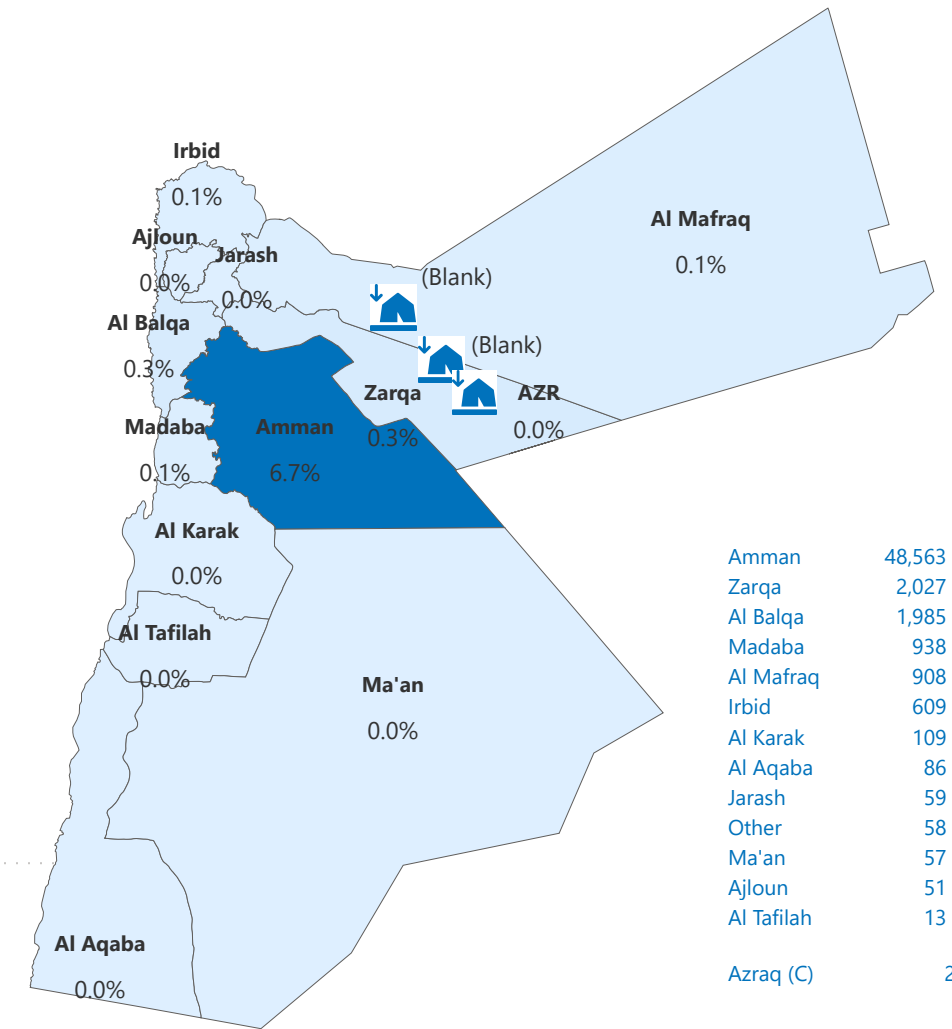 Irbid
0.1%
Al Mafraq
0.1%
Ajloun
0.0%
Jarash
0.0%
(Blank)
Al Balqa
0.3%
(Blank)
Zarqa
0.3%
AZR
0.0%
Madaba
0.1%
Amman
6.7%
Al Karak
0.0%
Al Tafilah
0.0%
Ma'an
0.0%
Al Aqaba
0.0%
Amman 48,563
Zarqa 2,027
Al Balqa 1,985
Madaba 938
Al Mafraq 908
Irbid 609
Al Karak 109
Al Aqaba 86
Jarash 59
Other 58
Ma'an 57
Ajloun 51
Al Tafilah 13
Azraq (C) 2